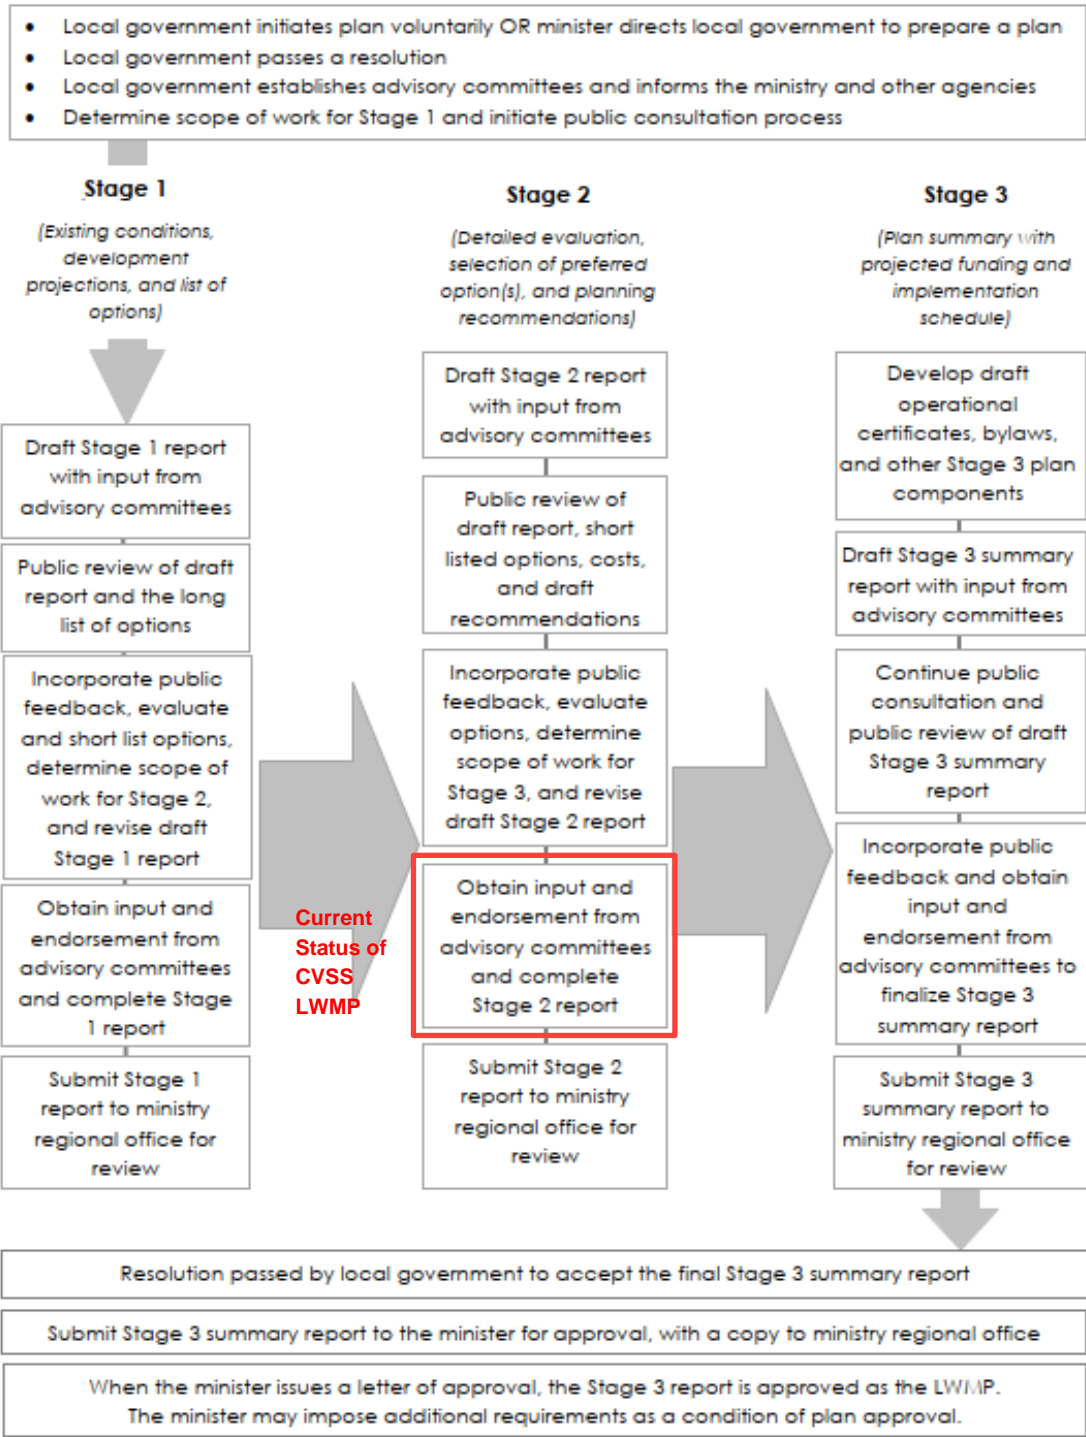 • Local government initiates plan voluntarily OR minister directs local government to prepare a plan
• Local government passes a resolution
• Local government establishes advisory committees and informs the ministry and other agencies
• Determine scope of work for Stage 1 and initiate public consultation process
Stage 1
(Existing conditions,
development
projections, and list of
options)
Draft Stage 1 report
with input from
advisory committees
Public review of draft
report and the long
list of options
Incorporate public
feedback, evaluate
and short list options,
determine scope of
work for Stage 2,
and revise draft
Stage 1 report
Obtain input and
endorsement from
advisory committees
and complete Stage
1 report
Submit Stage 1
report to ministry
regional office for
review
Stage 2
(Detailed evaluation,
selection of preferred
option(s), and planning
recommendations)
Draft Stage 2 report
with input from
advisory committees
Public review of
draft report, short
listed options, costs,
and draft
recommendations
Incorporate public
feedback, evaluate
options, determine
scope of work for
Stage 3, and revise
draft Stage 2 report
Current
Status of
CVSS
LWMP
Obtain input and
endorsement from
advisory committees
and complete
Stage 2 report
Submit Stage 2
report to ministry
regional office for
review
Stage 3
(Plan summary with
projected funding and
implementation
schedule)
Develop draft
operational
certificates, bylaws,
and other Stage 3 plan
components
Draft Stage 3 summary
report with input from
advisory committees
Continue public
consultation and
public review of draft
Stage 3 summary
report
Incorporate public
feedback and obtain
input and
endorsement from
advisory committees to
finalize Stage 3
summary report
Submit Stage 3
summary report to
ministry regional office
for review
Resolution passed by local government to accept the final Stage 3 summary report
Submit Stage 3 summary report to the minister for approval, with a copy to ministry regional office
When the minister issues a letter of approval, the Stage 3 report is approved as the LWMP.
The minister may impose additional requirements as a condition of plan approval.